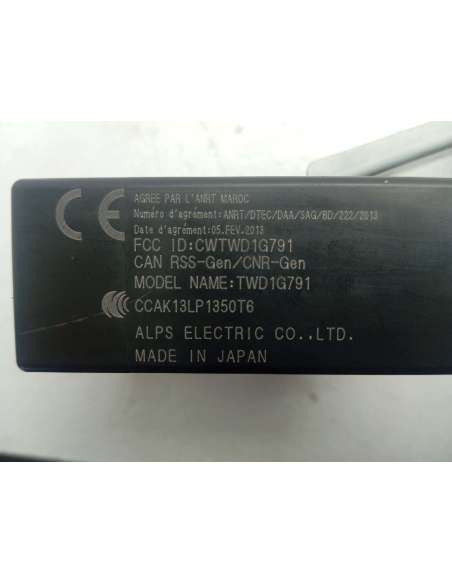 CE
AGREE PAR L'ANRT MAROC
Numéro d'agrément:ANRT/DTEC/DAA/SAG/BD/222/2013
Date d'agrément:05.FEV.2013
FCC ID:CWTWD1G791
CAN RSS-Gen/CNR-Gen
MODEL NAME:TWD1G791
CCAK13LP1350T6
ALPS ELECTRIC CO.,LTD.
MADE IN JAPAN